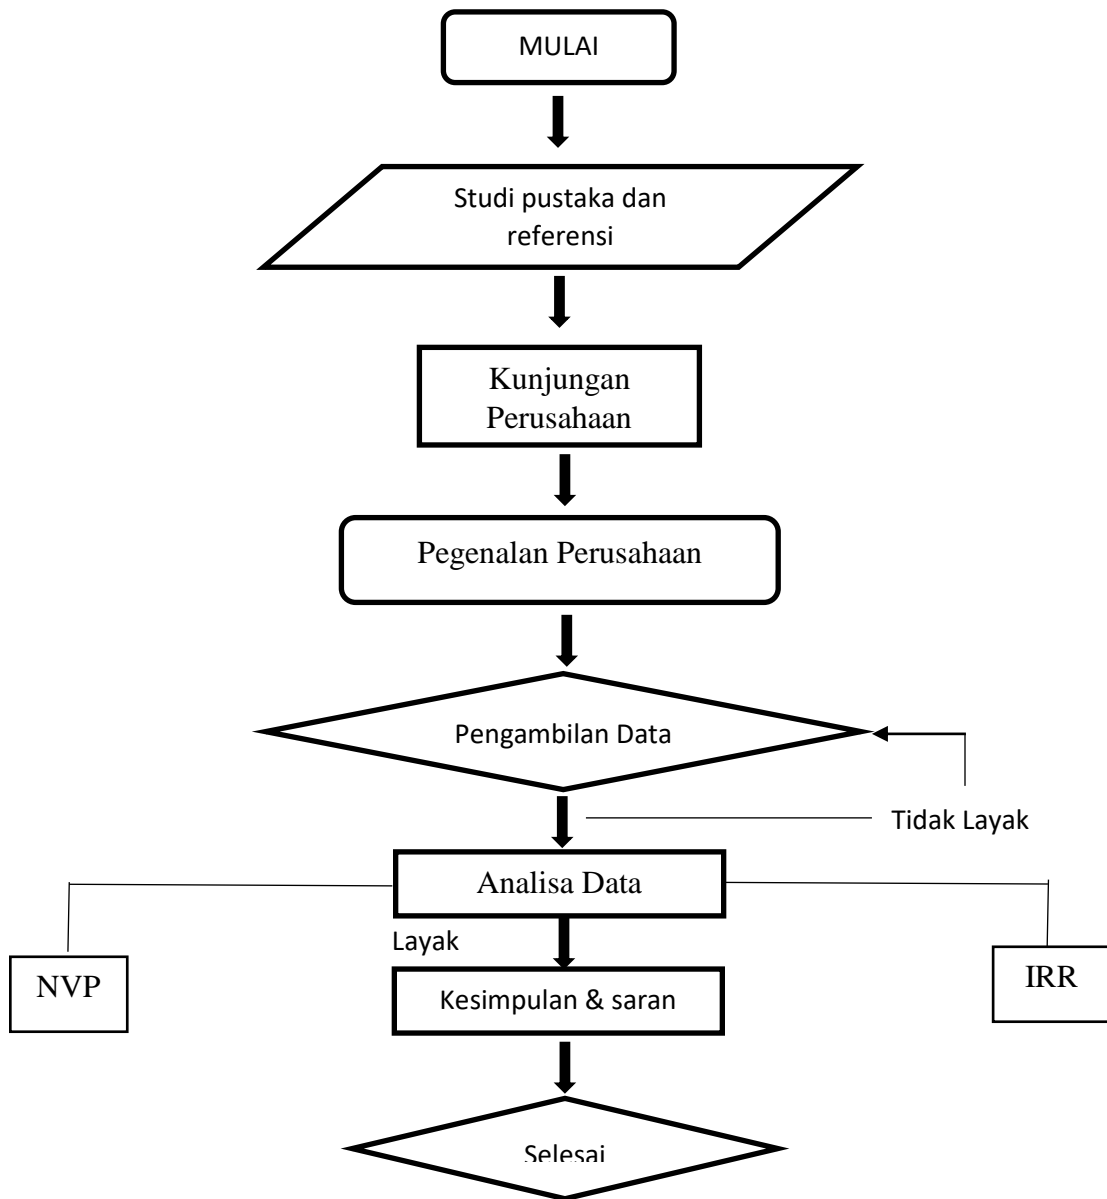 MULAI
Studi pustaka dan
referensi
Kunjungan
Perusahaan
Pegenalan Perusahaan
Pengambilan Data
Tidak Layak
Analisa Data
Layak
NVP
IRR
Kesimpulan & saran
Selesai